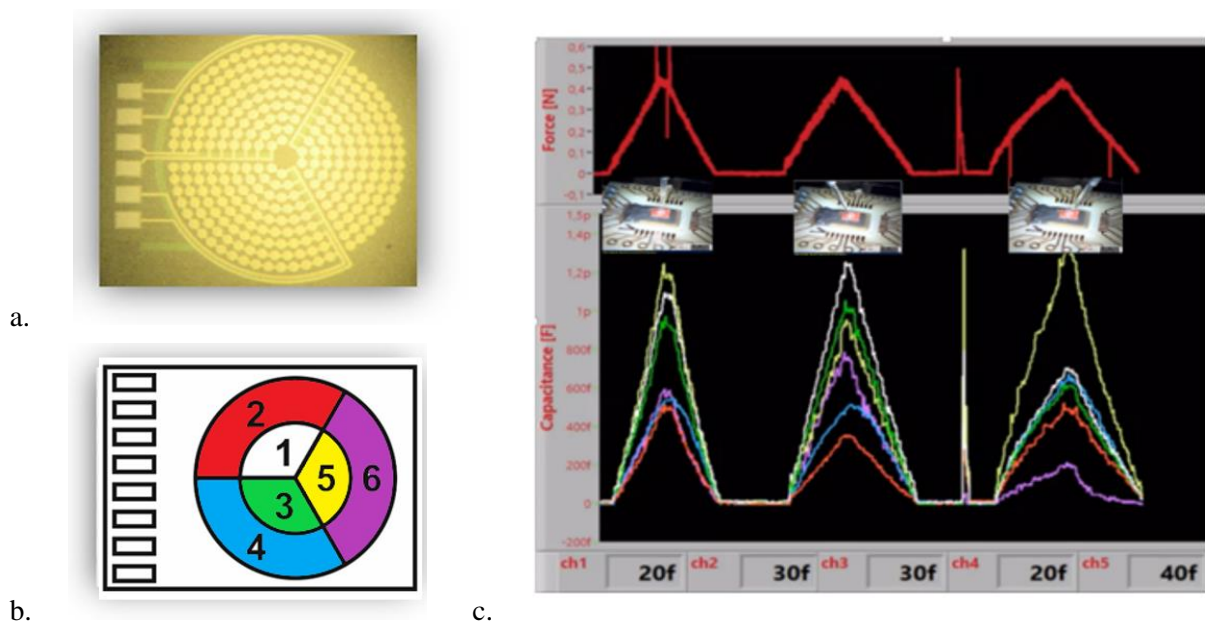 a.
b.
2
1
5
6
3
4
c.
Force [N]
0,6
0,5
0,4
0,3
0,2
0,1
0
-0,1
Capacitance [F]
1,5p
1,4p
1,2p
1p
800f
600f
400f
200f
0
-200f
ch1 20f ch2 30f ch3 30f ch4 20f ch5 40f